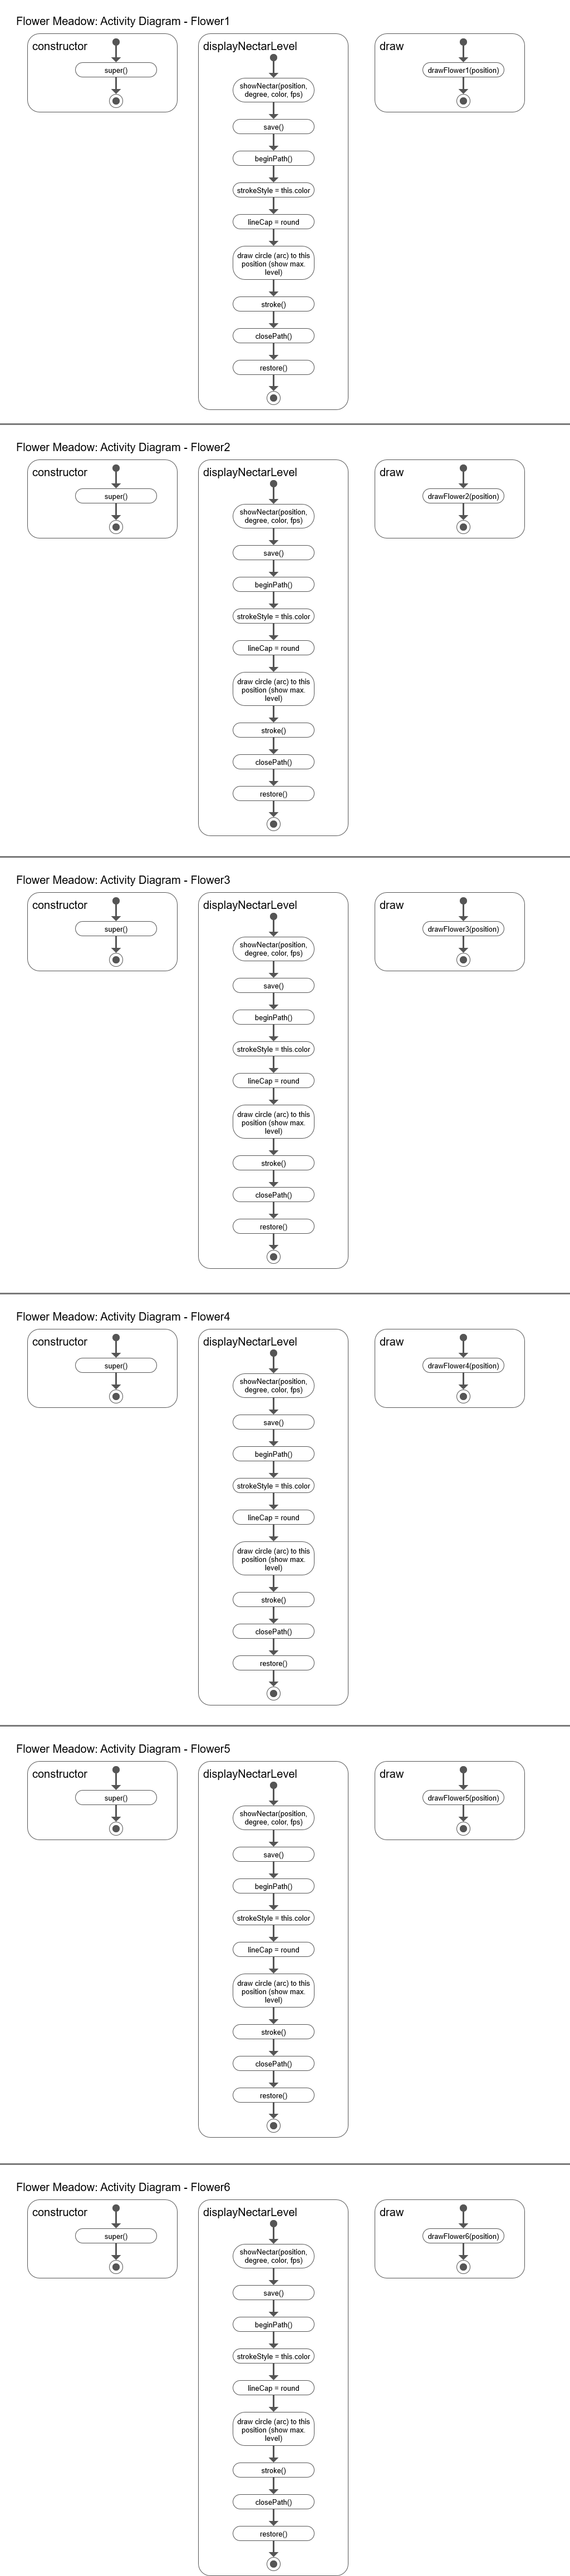 Flower Meadow: Activity Diagram - Flower1
constructor
super()
displayNectarLevel
showNectar(position,
degree, color, fps)
save()
beginPath()
strokeStyle = this.color
lineCap = round
draw circle (arc) to this
position (show max.
level)
stroke()
closePath()
restore()
draw
drawFlower1(position)
Flower Meadow: Activity Diagram - Flower2
constructor
super()
displayNectarLevel
showNectar(position,
degree, color, fps)
save()
beginPath()
strokeStyle = this.color
lineCap = round
draw circle (arc) to this
position (show max.
level)
stroke()
closePath()
restore()
draw
drawFlower2(position)
Flower Meadow: Activity Diagram - Flower3
constructor
super()
displayNectarLevel
showNectar(position,
degree, color, fps)
save()
beginPath()
strokeStyle = this.color
lineCap = round
draw circle (arc) to this
position (show max.
level)
stroke()
closePath()
restore()
draw
drawFlower3(position)
Flower Meadow: Activity Diagram - Flower4
constructor
super()
displayNectarLevel
showNectar(position,
degree, color, fps)
save()
beginPath()
strokeStyle = this.color
lineCap = round
draw circle (arc) to this
position (show max.
level)
stroke()
closePath()
restore()
draw
drawFlower4(position)
Flower Meadow: Activity Diagram - Flower5
constructor
super()
displayNectarLevel
showNectar(position,
degree, color, fps)
save()
beginPath()
strokeStyle = this.color
lineCap = round
draw circle (arc) to this
position (show max.
level)
stroke()
closePath()
restore()
draw
drawFlower5(position)
Flower Meadow: Activity Diagram - Flower6
constructor
super()
displayNectarLevel
showNectar(position,
degree, color, fps)
save()
beginPath()
strokeStyle = this.color
lineCap = round
draw circle (arc) to this
position (show max.
level)
stroke()
closePath()
restore()
draw
drawFlower6(position)